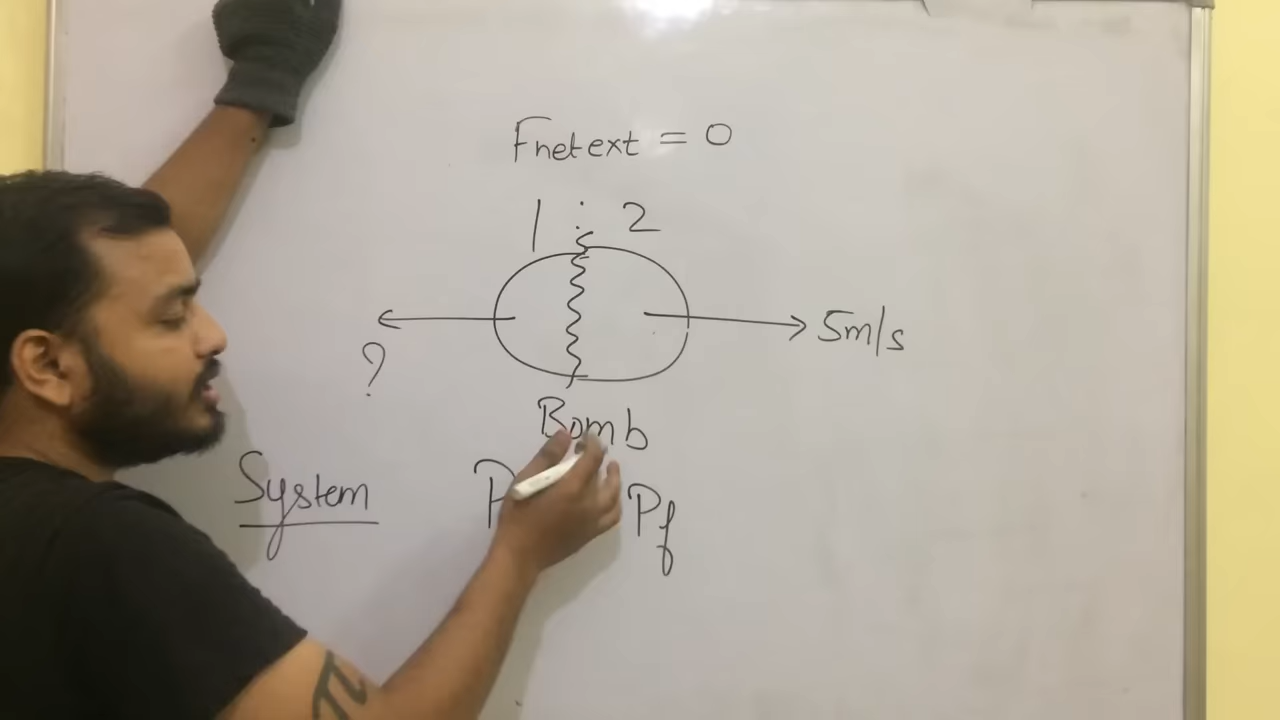 Fnetext = 0
1 : 2
5m/s
?
Bomb
System P Pf